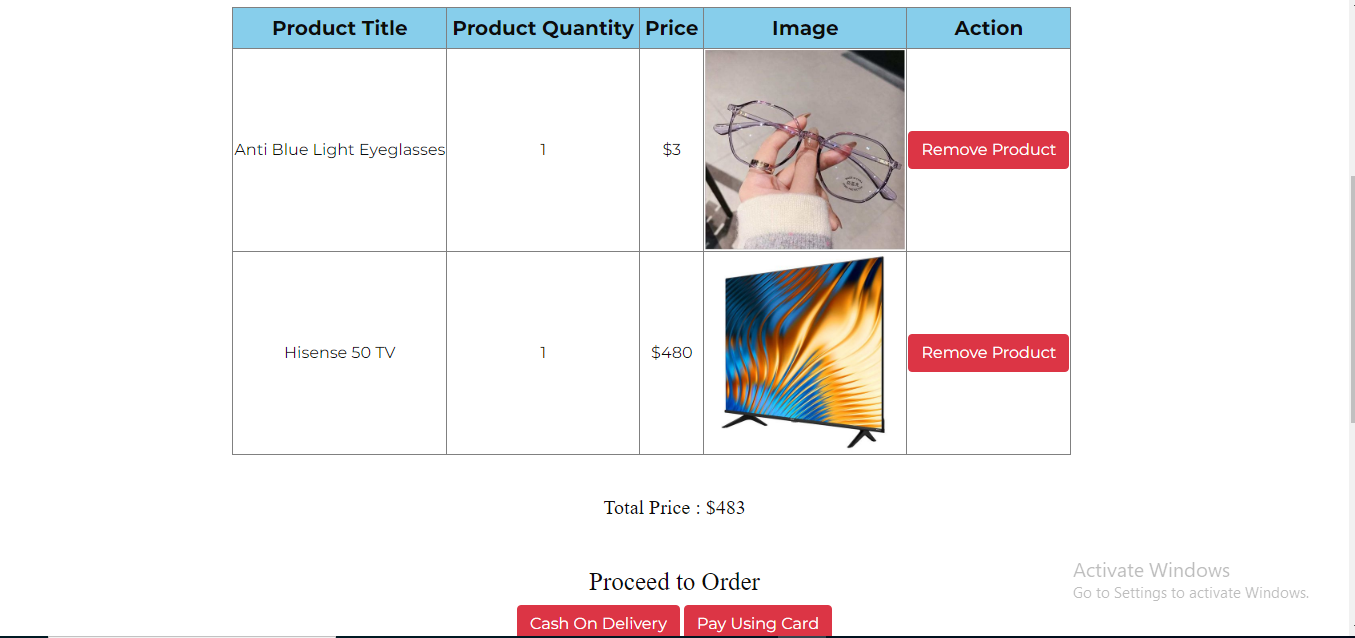 Product Title Product Quantity Price Image Action
Anti Blue Light Eyeglasses 1 $3 Remove Product
Hisense 50 TV 1 $480 Remove Product
Total Price : $483
Proceed to Order
Activate Windows
Go to Settings to activate Windows.
Cash On Delivery Pay Using Card